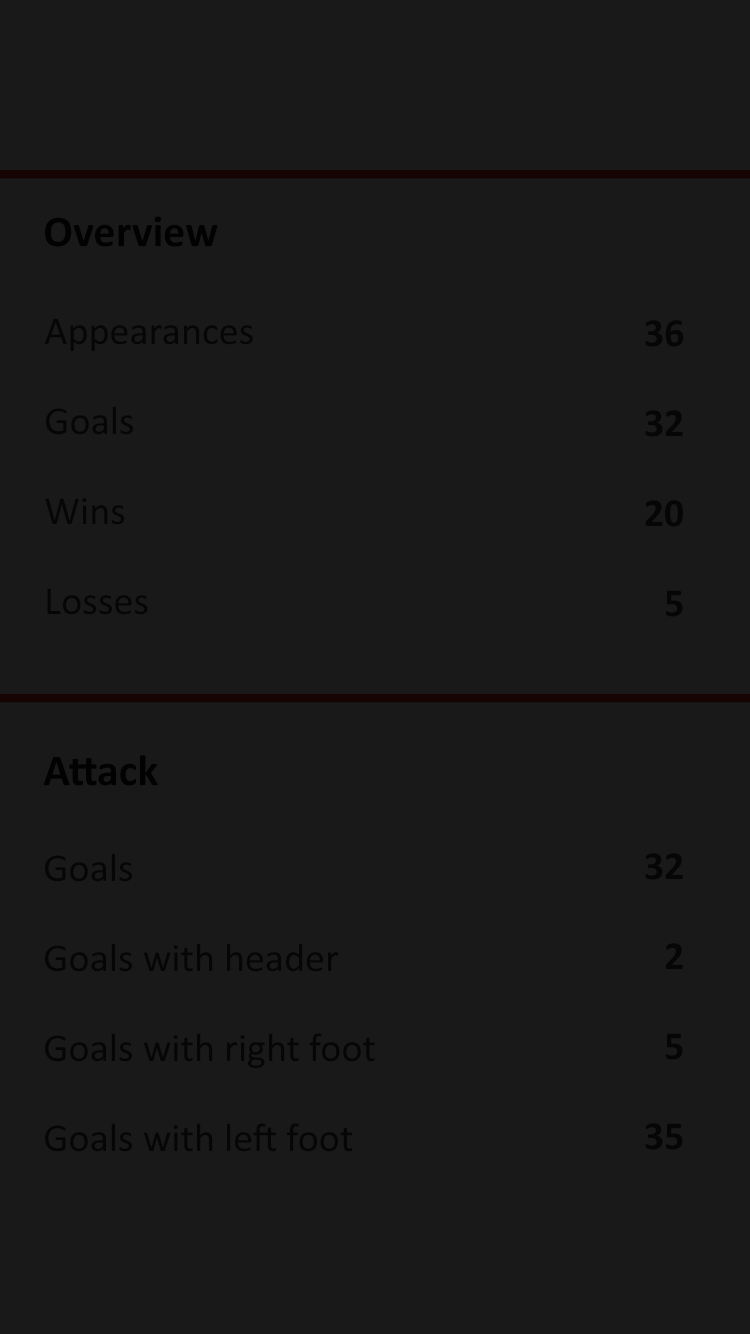 Overview
Appearances 36
Goals 32
Wins 20
Losses 5
Attack
Goals 32
Goals with header 2
Goals with right foot 5
Goals with left foot 35